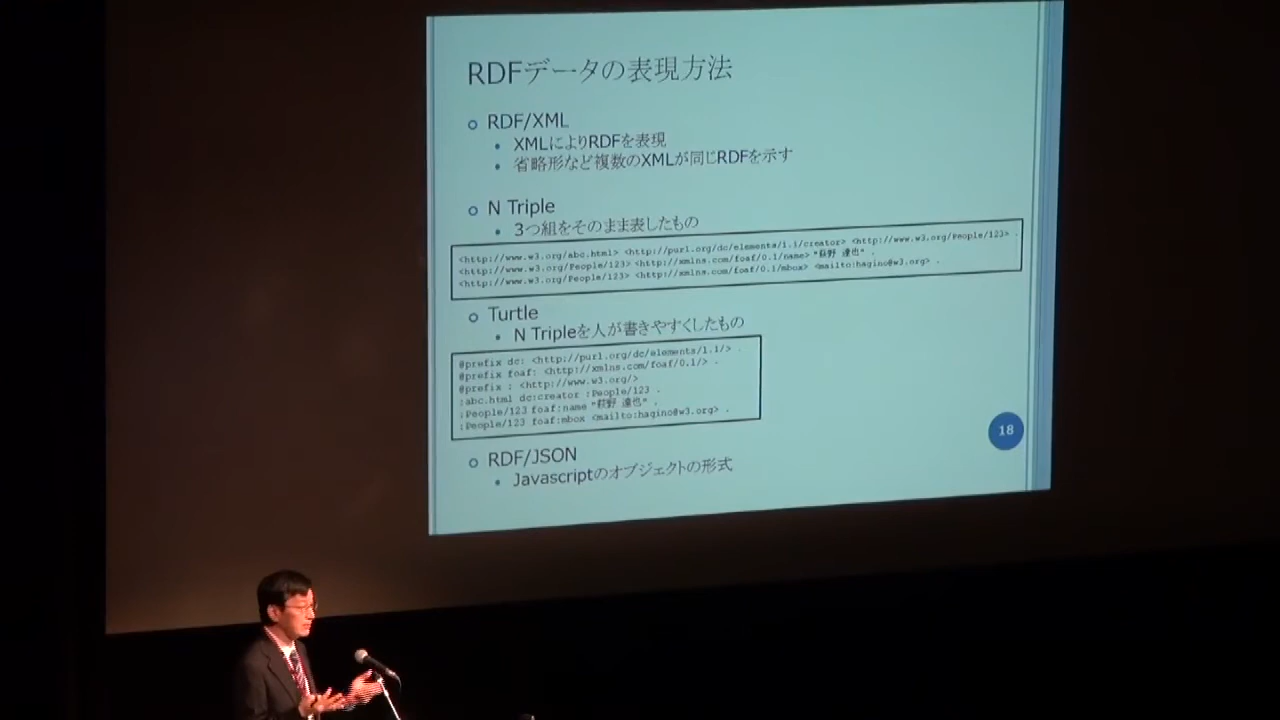 RDFデータの表現方法
RDF/XML
XMLによりRDFを表現
省略形など複数のXMLが同じRDFを示す
N Triple
3つ組をそのまま表したもの
<http://www.w3.org/abc.html> <http://purl.org/dc/elements/1.1/creator> <http://www.w3.org/People/123> .
<http://www.w3.org/People/123> <http://xmlns.com/foaf/0.1/name> "萩野 達也" .
<http://www.w3.org/People/123> <http://xmlns.com/foaf/0.1/mbox> <mailto:hagino@w3.org> .
Turtle
N Tripleを人が書きやすくしたもの
@prefix dc: <http://purl.org/dc/elements/1.1/> .
@prefix foaf: <http://xmlns.com/foaf/0.1/> .
@prefix : <http://www.w3.org/>
:abc.html dc:creator :People/123 .
:People/123 foaf:name "萩野 達也" .
:People/123 foaf:mbox <mailto:hagino@w3.org> .
18
RDF/JSON
Javascriptのオブジェクトの形式